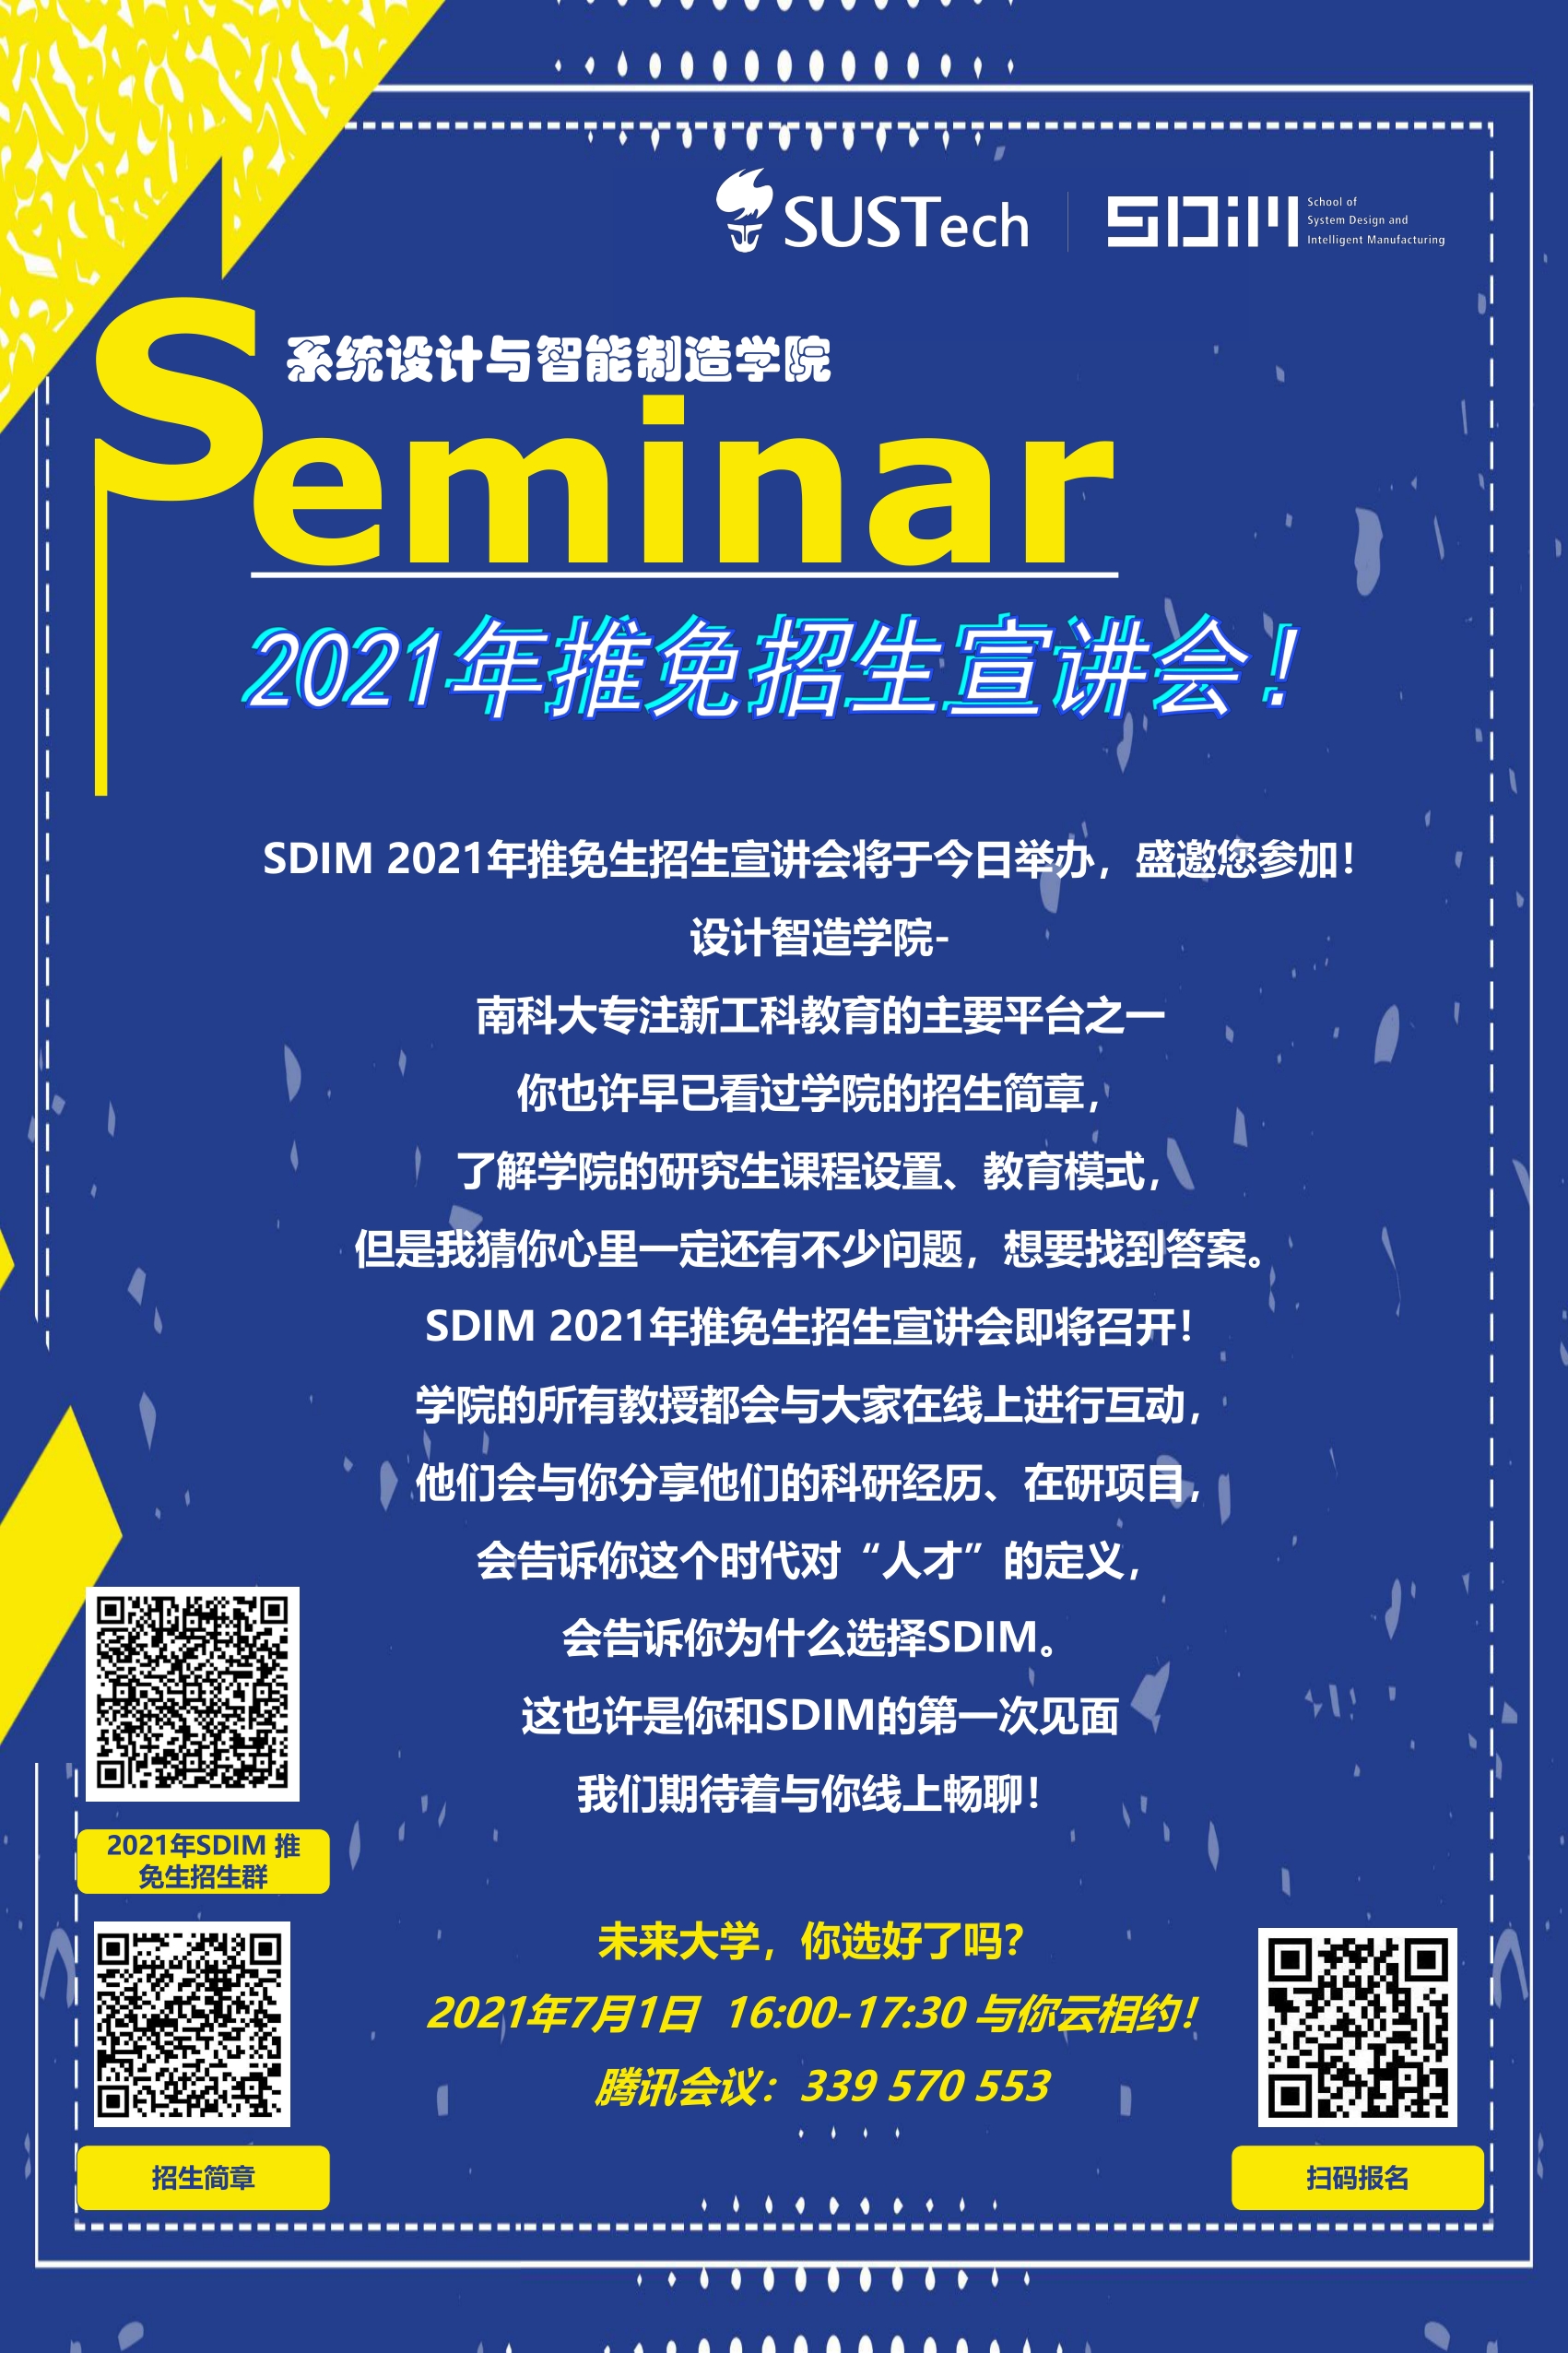 SUSTech
SDiM
School of
System Design and
Intelligent Manufacturing
系统设计与智能制造学院
Seminar
2021年推免招生宣讲会！
SDIM 2021年推免生招生宣讲会将于今日举办，盛邀您参加！
设计智造学院-
南科大专注新工科教育的主要平台之一
你也许早已看过学院的招生简章，
了解学院的研究生课程设置、教育模式，
但是我猜你心里一定还有不少问题，想要找到答案。
SDIM 2021年推免生招生宣讲会即将召开！
学院的所有教授都会与大家在线上进行互动，
他们会与你分享他们的科研经历、在研项目，
会告诉你这个时代对“人才”的定义，
会告诉你为什么选择SDIM。
这也许是你和SDIM的第一次见面
我们期待着与你线上畅聊！
2021年SDIM 推
免生招生群
未来大学，你选好了吗？
2021年7月1日 16:00-17:30 与你云相约！
腾讯会议：339 570 553
招生简章
扫码报名